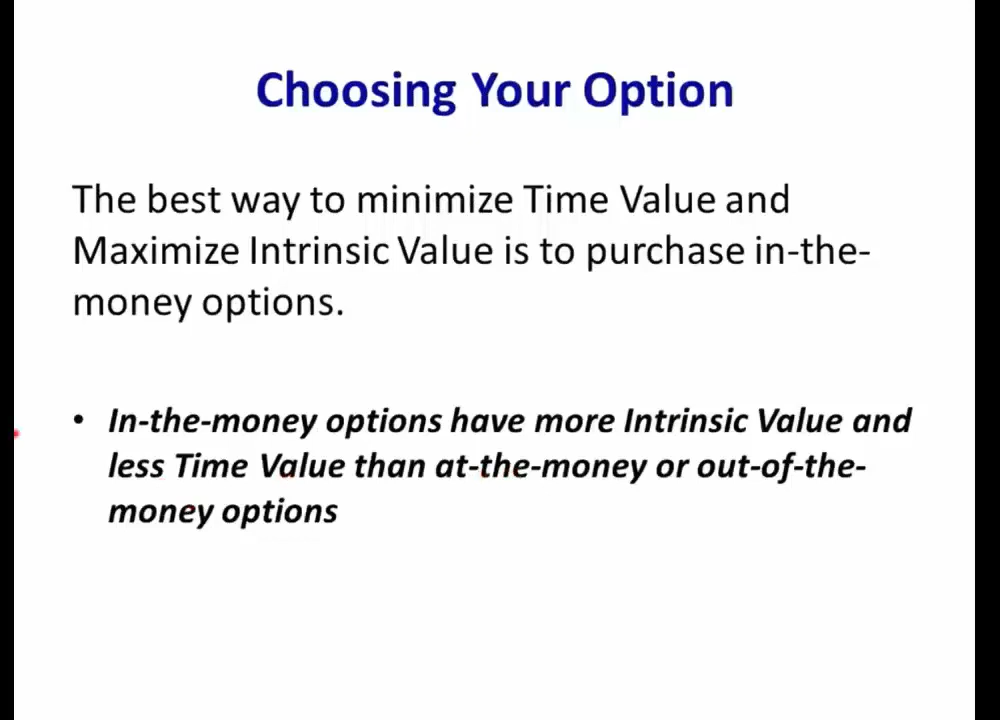 Choosing Your Option
The best way to minimize Time Value and
Maximize Intrinsic Value is to purchase in-the-
money options.
• In-the-money options have more Intrinsic Value and
less Time Value than at-the-money or out-of-the-
money options